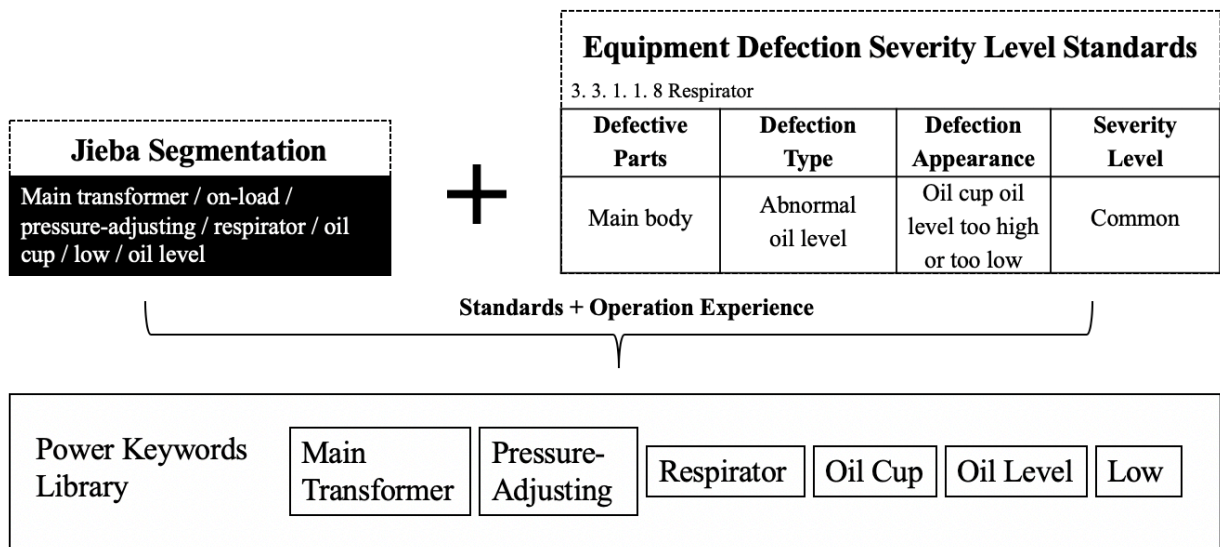 Equipment Defection Severity Level Standards
3. 3. 1. 1. 8 Respirator
Defective Parts
Defection Type
Defection Appearance
Severity Level
Main body
Abnormal oil level
Oil cup oil level too high or too low
Common
Jieba Segmentation
Main transformer / on-load /
pressure-adjusting / respirator / oil
cup / low / oil level
+
Standards + Operation Experience
Power Keywords
Library
Main
Transformer
Pressure-
Adjusting
Respirator
Oil Cup
Oil Level
Low